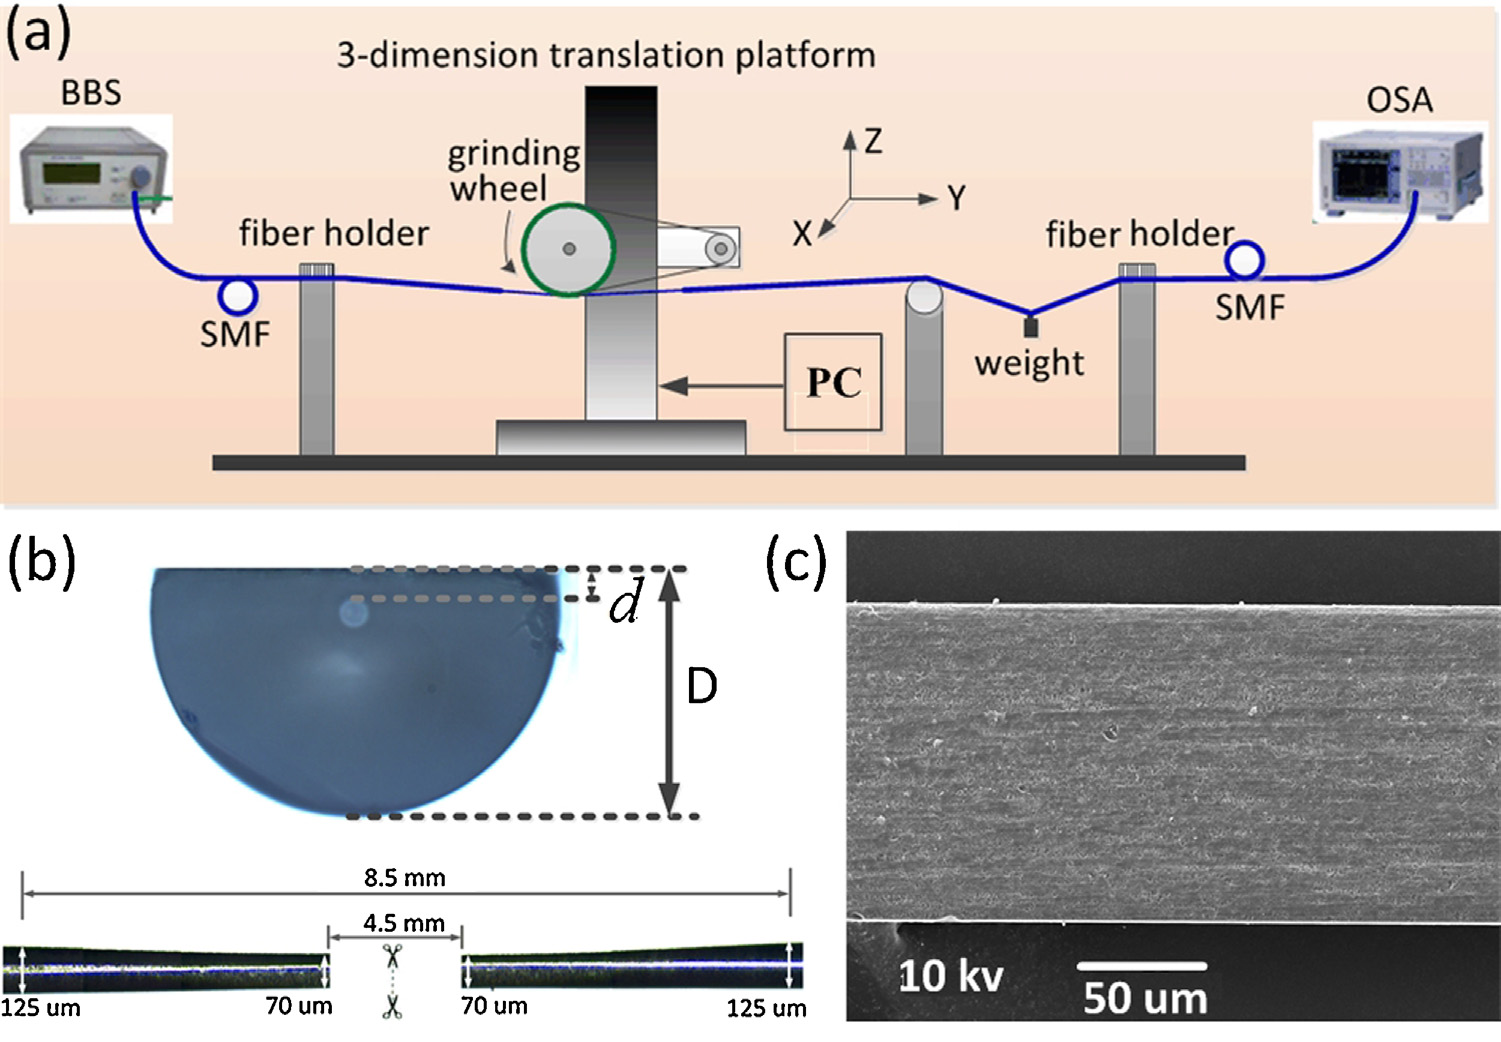 (a)
3-dimension translation platform
BBS
OSA
grinding
wheel
Z
Y
X
fiber holder
fiber holder
SMF
SMF
weight
PC
(b)
d
D
8.5 mm
4.5 mm
125 um
70 um
70 um
125 um
(c)
10 kv
50 um